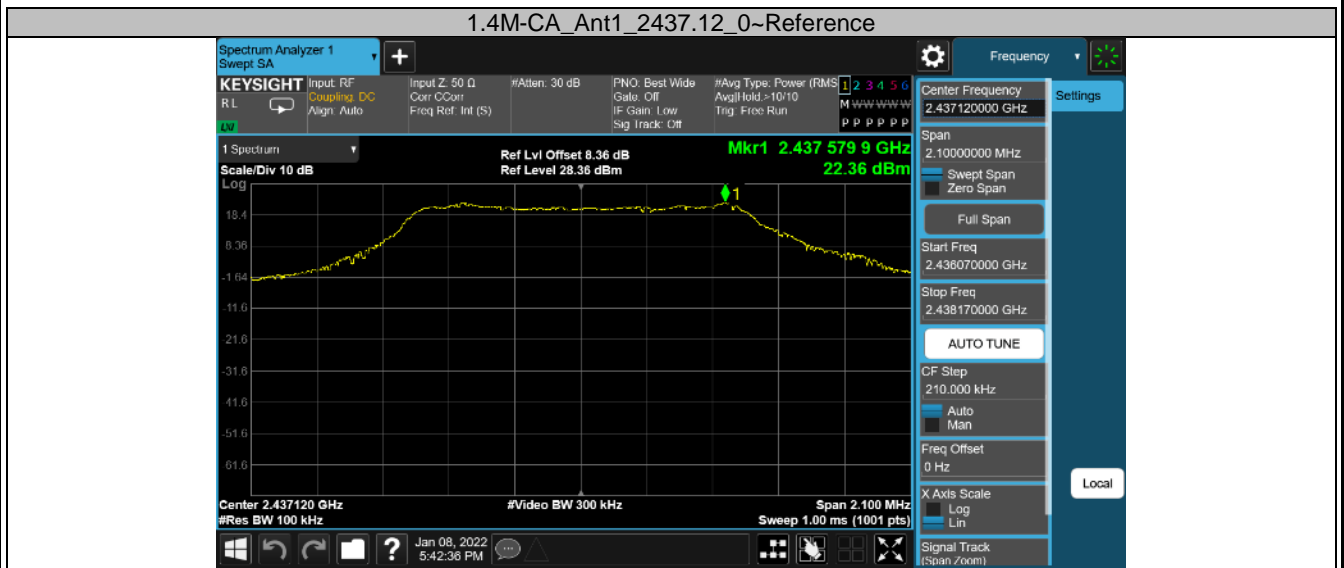 1.4M-CA_Ant1_2437.12_0~Reference
Spectrum Analyzer 1
Swept SA
+
Frequency
KEYSIGHT
R L
LXI
Input: RF
Coupling: DC
Align: Auto
Input Z: 50 Ω
Corr CCorr
Freq Ref: Int (S)
#Atten: 30 dB
PNO: Best Wide
Gate: Off
IF Gain: Low
Sig Track: Off
#Avg Type: Power (RMS
Avg|Hold:>10/10
Trig: Free Run
1 2 3 4 5 6
M W W W W W
P P P P P P
1 Spectrum
Scale/Div 10 dB
Log
Ref Lvl Offset 8.36 dB
Ref Level 28.36 dBm
Mkr1 2.437 579 9 GHz
22.36 dBm
1
18.4
8.36
-1.64
-11.6
-21.6
-31.6
-41.6
-51.6
-61.6
Center 2.437120 GHz
#Res BW 100 kHz
#Video BW 300 kHz
Span 2.100 MHz
Sweep 1.00 ms (1001 pts)
Center Frequency
2.437120000 GHz
Settings
Span
2.10000000 MHz
Swept Span
Zero Span
Full Span
Start Freq
2.436070000 GHz
Stop Freq
2.438170000 GHz
AUTO TUNE
CF Step
210.000 kHz
Auto
Man
Freq Offset
0 Hz
X Axis Scale
Log
Lin
Signal Track
(Span Zoom)
Local
?
Jan 08, 2022
5:42:36 PM